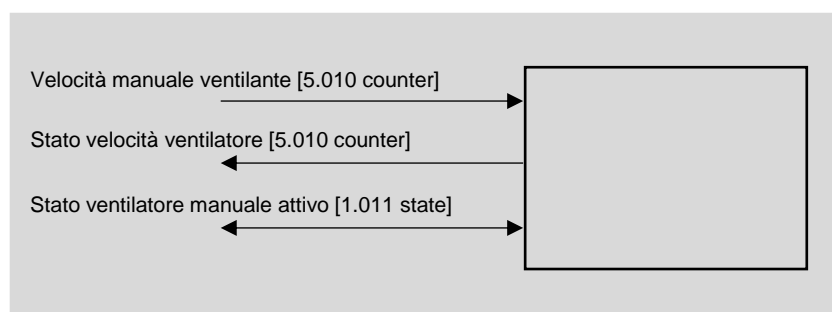 Velocità manuale ventilante [5.010 counter]
Stato velocità ventilatore [5.010 counter]
Stato ventilatore manuale attivo [1.011 state]